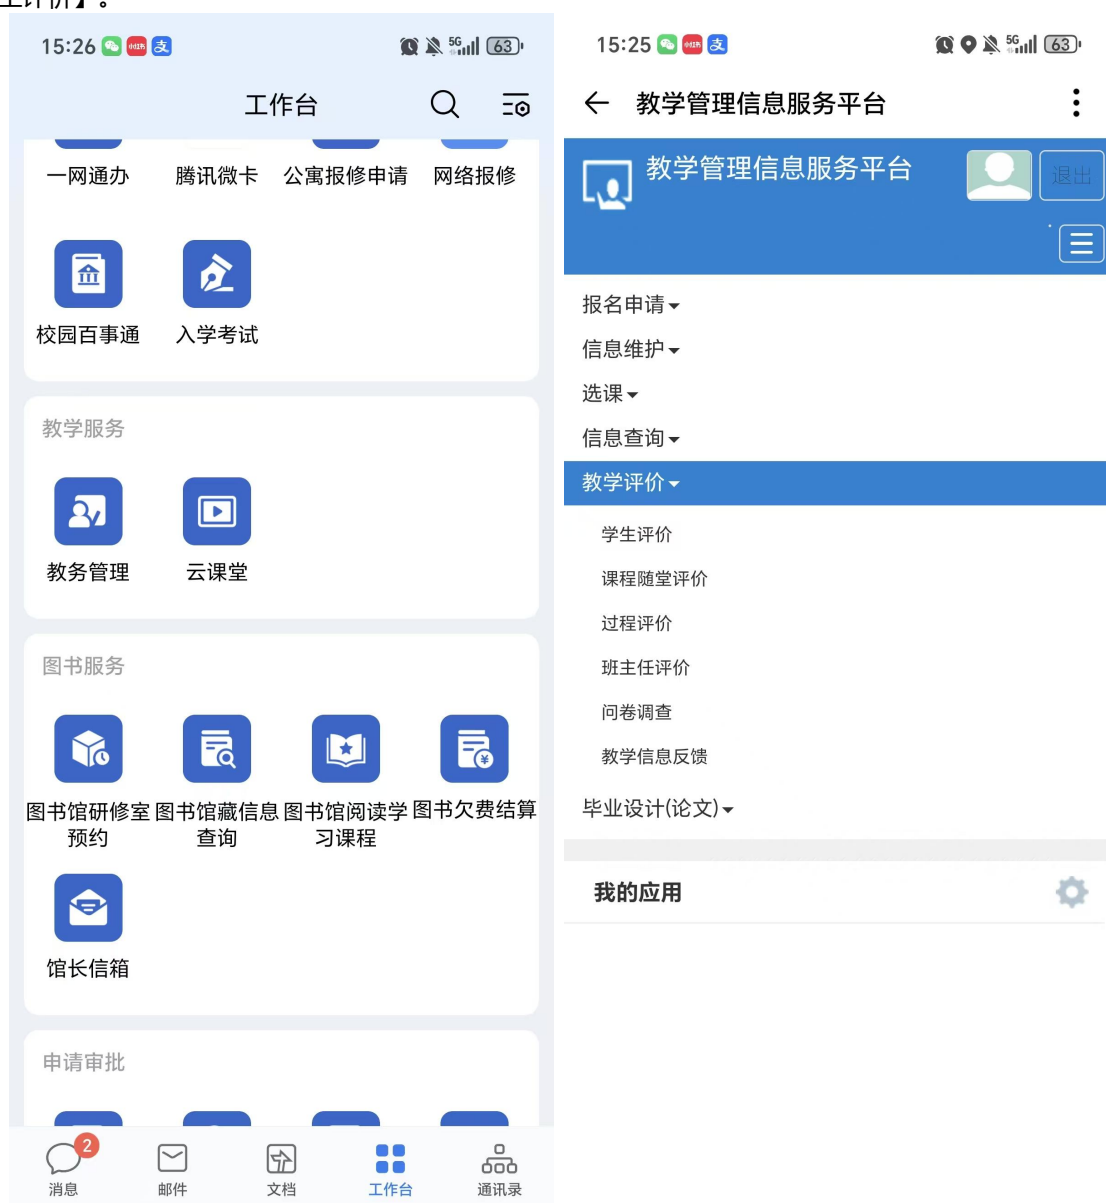 生评价】。
15:26
5G
63
工作台
一网通办
腾讯微卡
公寓报修申请
网络报修
校园百事通
入学考试
教学服务
教务管理
云课堂
图书服务
图书馆研修室
预约
图书馆藏信息
查询
图书馆阅读学
习课程
图书欠费结算
馆长信箱
申请审批
2
消息
邮件
文档
工作台
通讯录
15:25
5G
63
教学管理信息服务平台
教学管理信息服务平台
退出
报名申请
信息维护
选课
信息查询
教学评价
学生评价
课程随堂评价
过程评价
班主任评价
问卷调查
教学信息反馈
毕业设计(论文)
我的应用